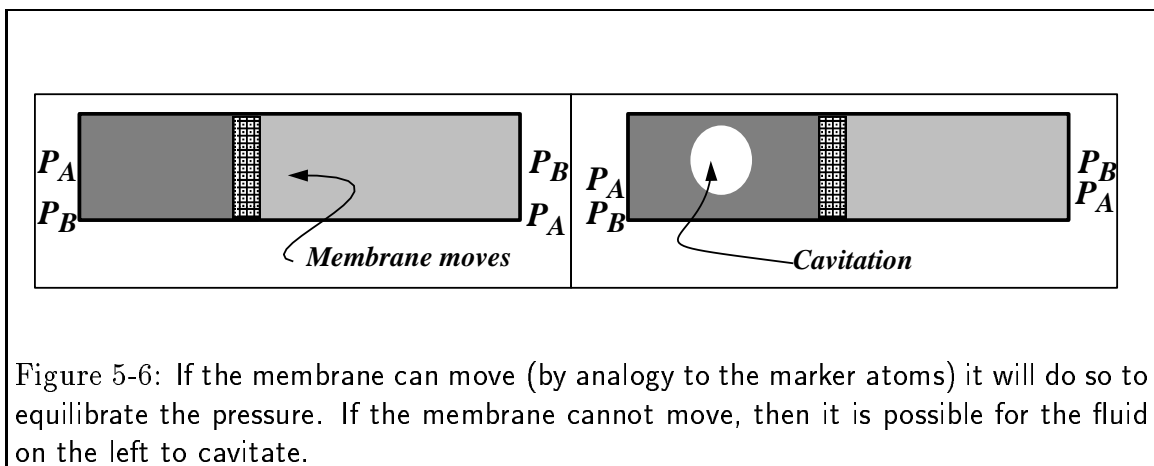 P_A
P_B
P_B
P_A
Membrane moves
P_A
P_B
P_B
P_A
Cavitation
Figure 5-6: If the membrane can move (by analogy to the marker atoms) it will do so to
equilibrate the pressure. If the membrane cannot move, then it is possible for the fluid
on the left to cavitate.